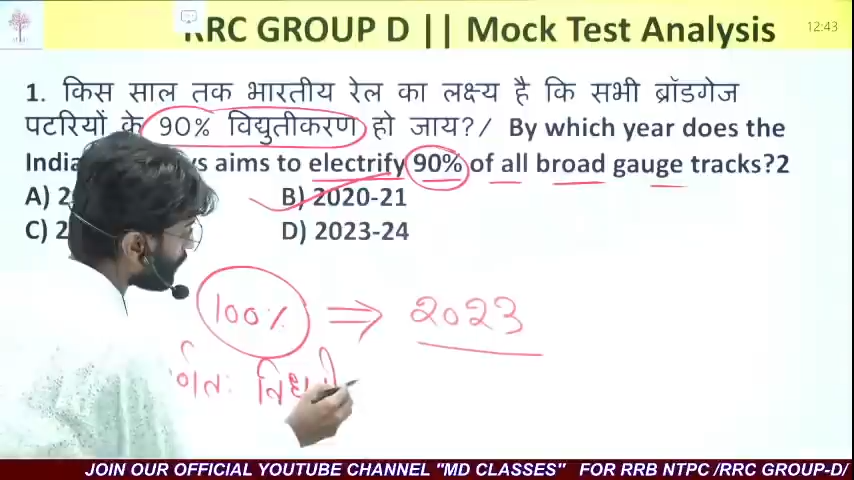 RRC GROUP D || Mock Test Analysis
12:43
1. किस साल तक भारतीय रेल का लक्ष्य है कि सभी ब्रॉडगेज
पटरियों के 90% विद्युतीकरण हो जाय?/ By which year does the
aims to electrify 90% of all broad gauge tracks?2
A) 2 B) 2020-21
C) 2 D) 2023-24
100% ⇒ 2023
JOIN OUR OFFICIAL YOUTUBE CHANNEL "MD CLASSES" FOR RRB NTPC /RRC GROUP-D/